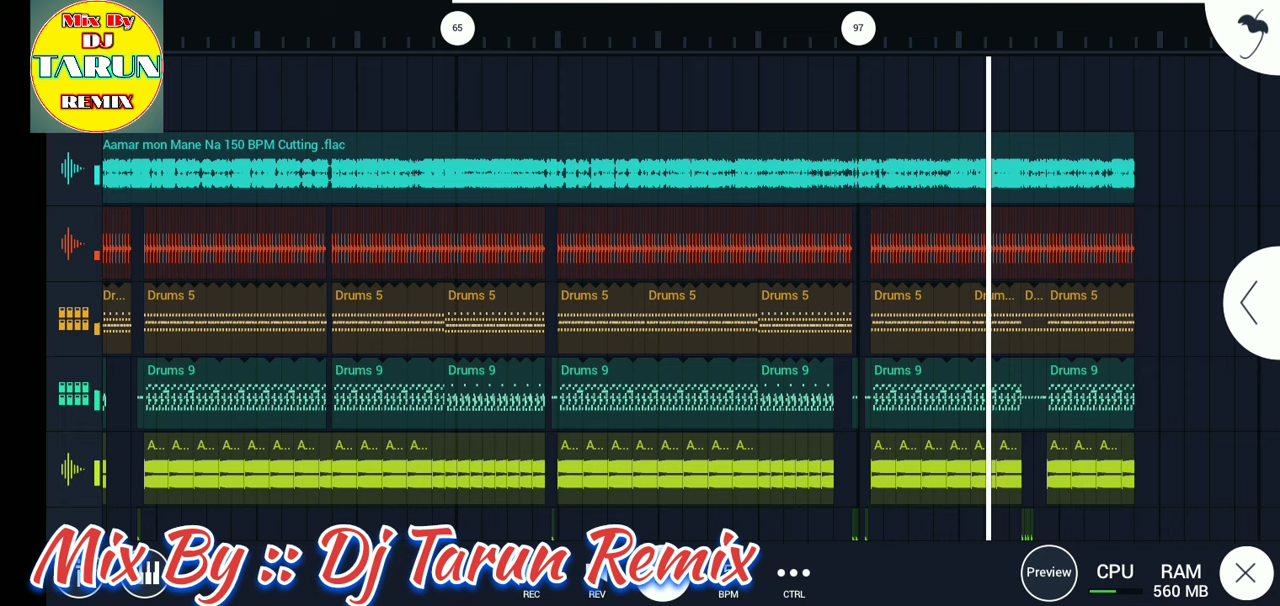 Mix By
DJ
TARUN
REMIX
65
97
Aamar mon Mane Na 150 BPM Cutting .flac
Dr... Drums 5 Drums 5 Drums 5 Drums 5 Drums 5 Drums 5 Drums 5 Drum... D... Drums 5
Drums 9 Drums 9 Drums 9 Drums 9 Drums 9 Drums 9 Drums 9
A... A... A... A... A... A... A... A... A... A... A... A... A... A... A... A... A... A... A... A... A... A... A... A... A... A... A...
Mix By :: Dj Tarun Remix
REC REV BPM CTRL
Preview
CPU
RAM
560 MB